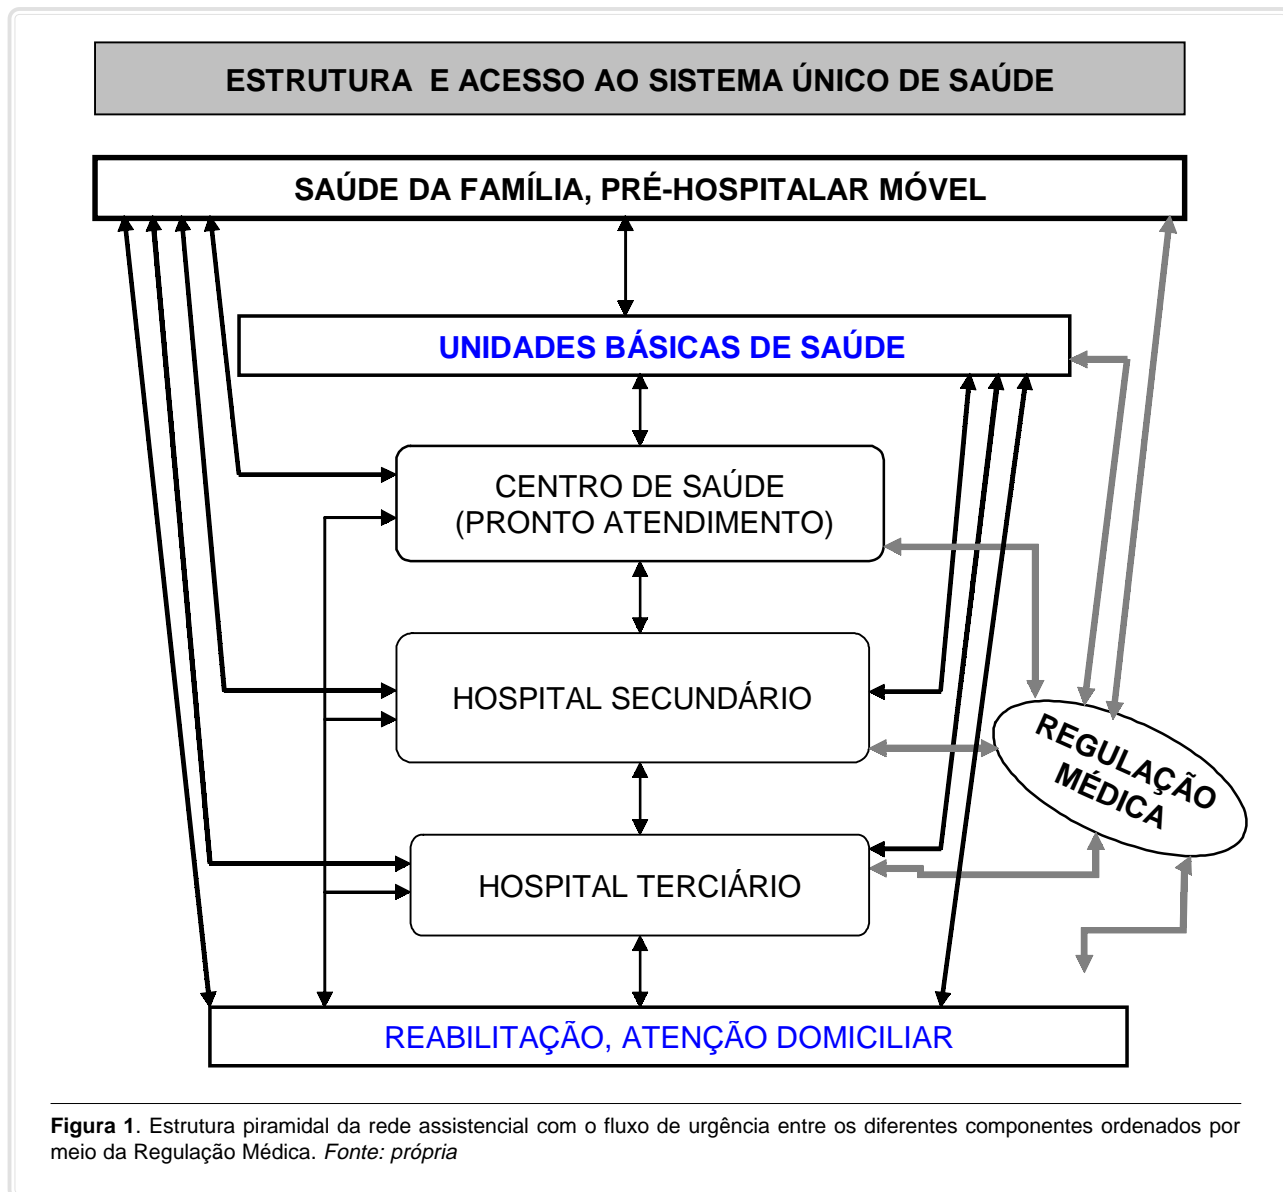 ESTRUTURA E ACESSO AO SISTEMA ÚNICO DE SAÚDE
SAÚDE DA FAMÍLIA, PRÉ-HOSPITALAR MÓVEL
UNIDADES BÁSICAS DE SAÚDE
CENTRO DE SAÚDE
(PRONTO ATENDIMENTO)
HOSPITAL SECUNDÁRIO
REGULAÇÃO
MÉDICA
HOSPITAL TERCIÁRIO
REABILITAÇÃO, ATENÇÃO DOMICILIAR
Figura 1. Estrutura piramidal da rede assistencial com o fluxo de urgência entre os diferentes componentes ordenados por
meio da Regulação Médica. Fonte: própria